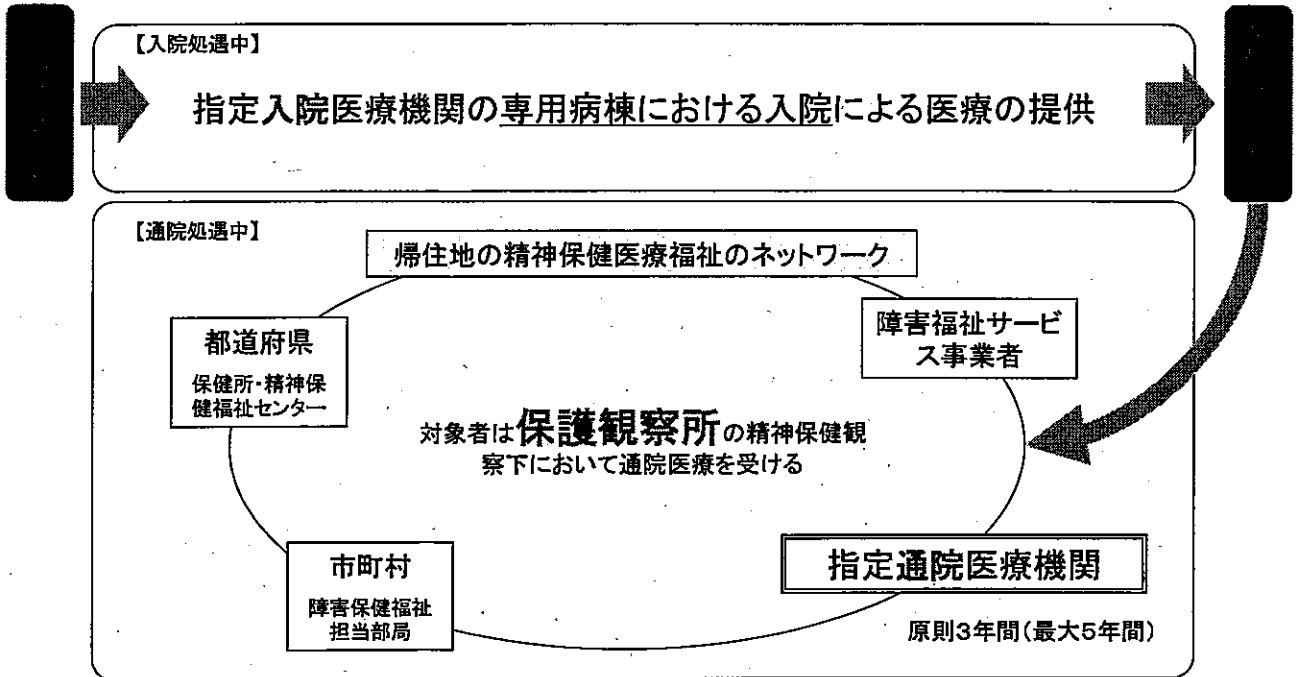 【入院処遇中】
指定入院医療機関の専用病棟における入院による医療の提供
【通院処遇中】
帰住地の精神保健医療福祉のネットワーク
都道府県
保健所・精神保
健福祉センター
障害福祉サービ
ス事業者
対象者は保護観察所の精神保健観
察下において通院医療を受ける
市町村
障害保健福祉
担当部局
指定通院医療機関
原則3年間(最大5年間)